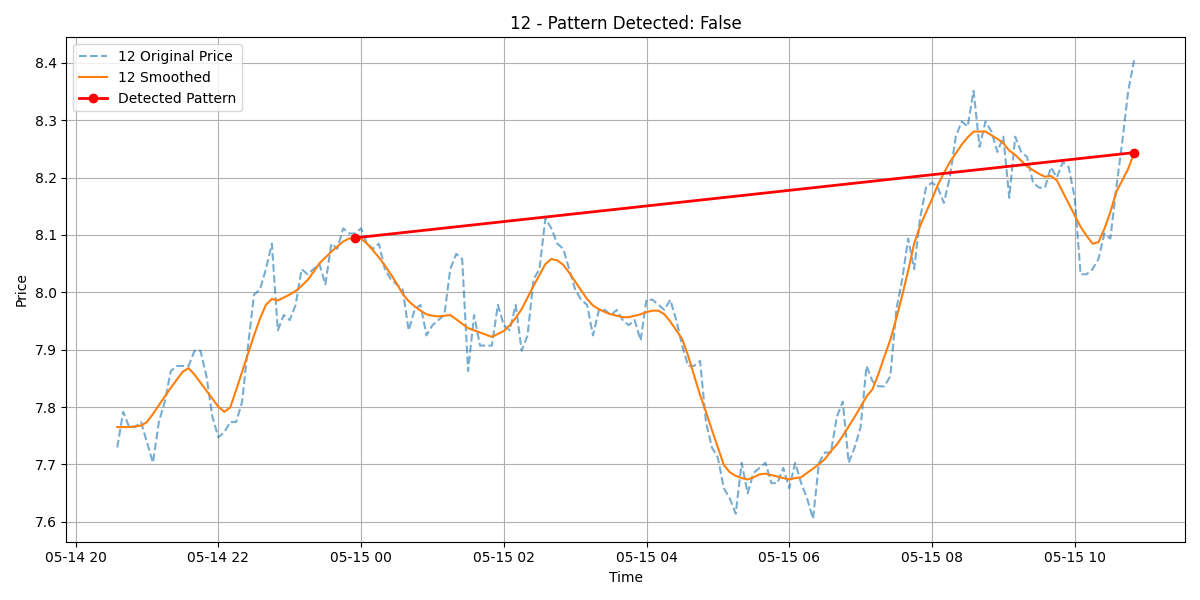 12 - Pattern Detected: False
12 Original Price
12 Smoothed
Detected Pattern
Price
8.4
8.3
8.2
8.1
8.0
7.9
7.8
7.7
7.6
05-14 20 05-14 22 05-15 00 05-15 02 05-15 04 05-15 06 05-15 08 05-15 10
Time